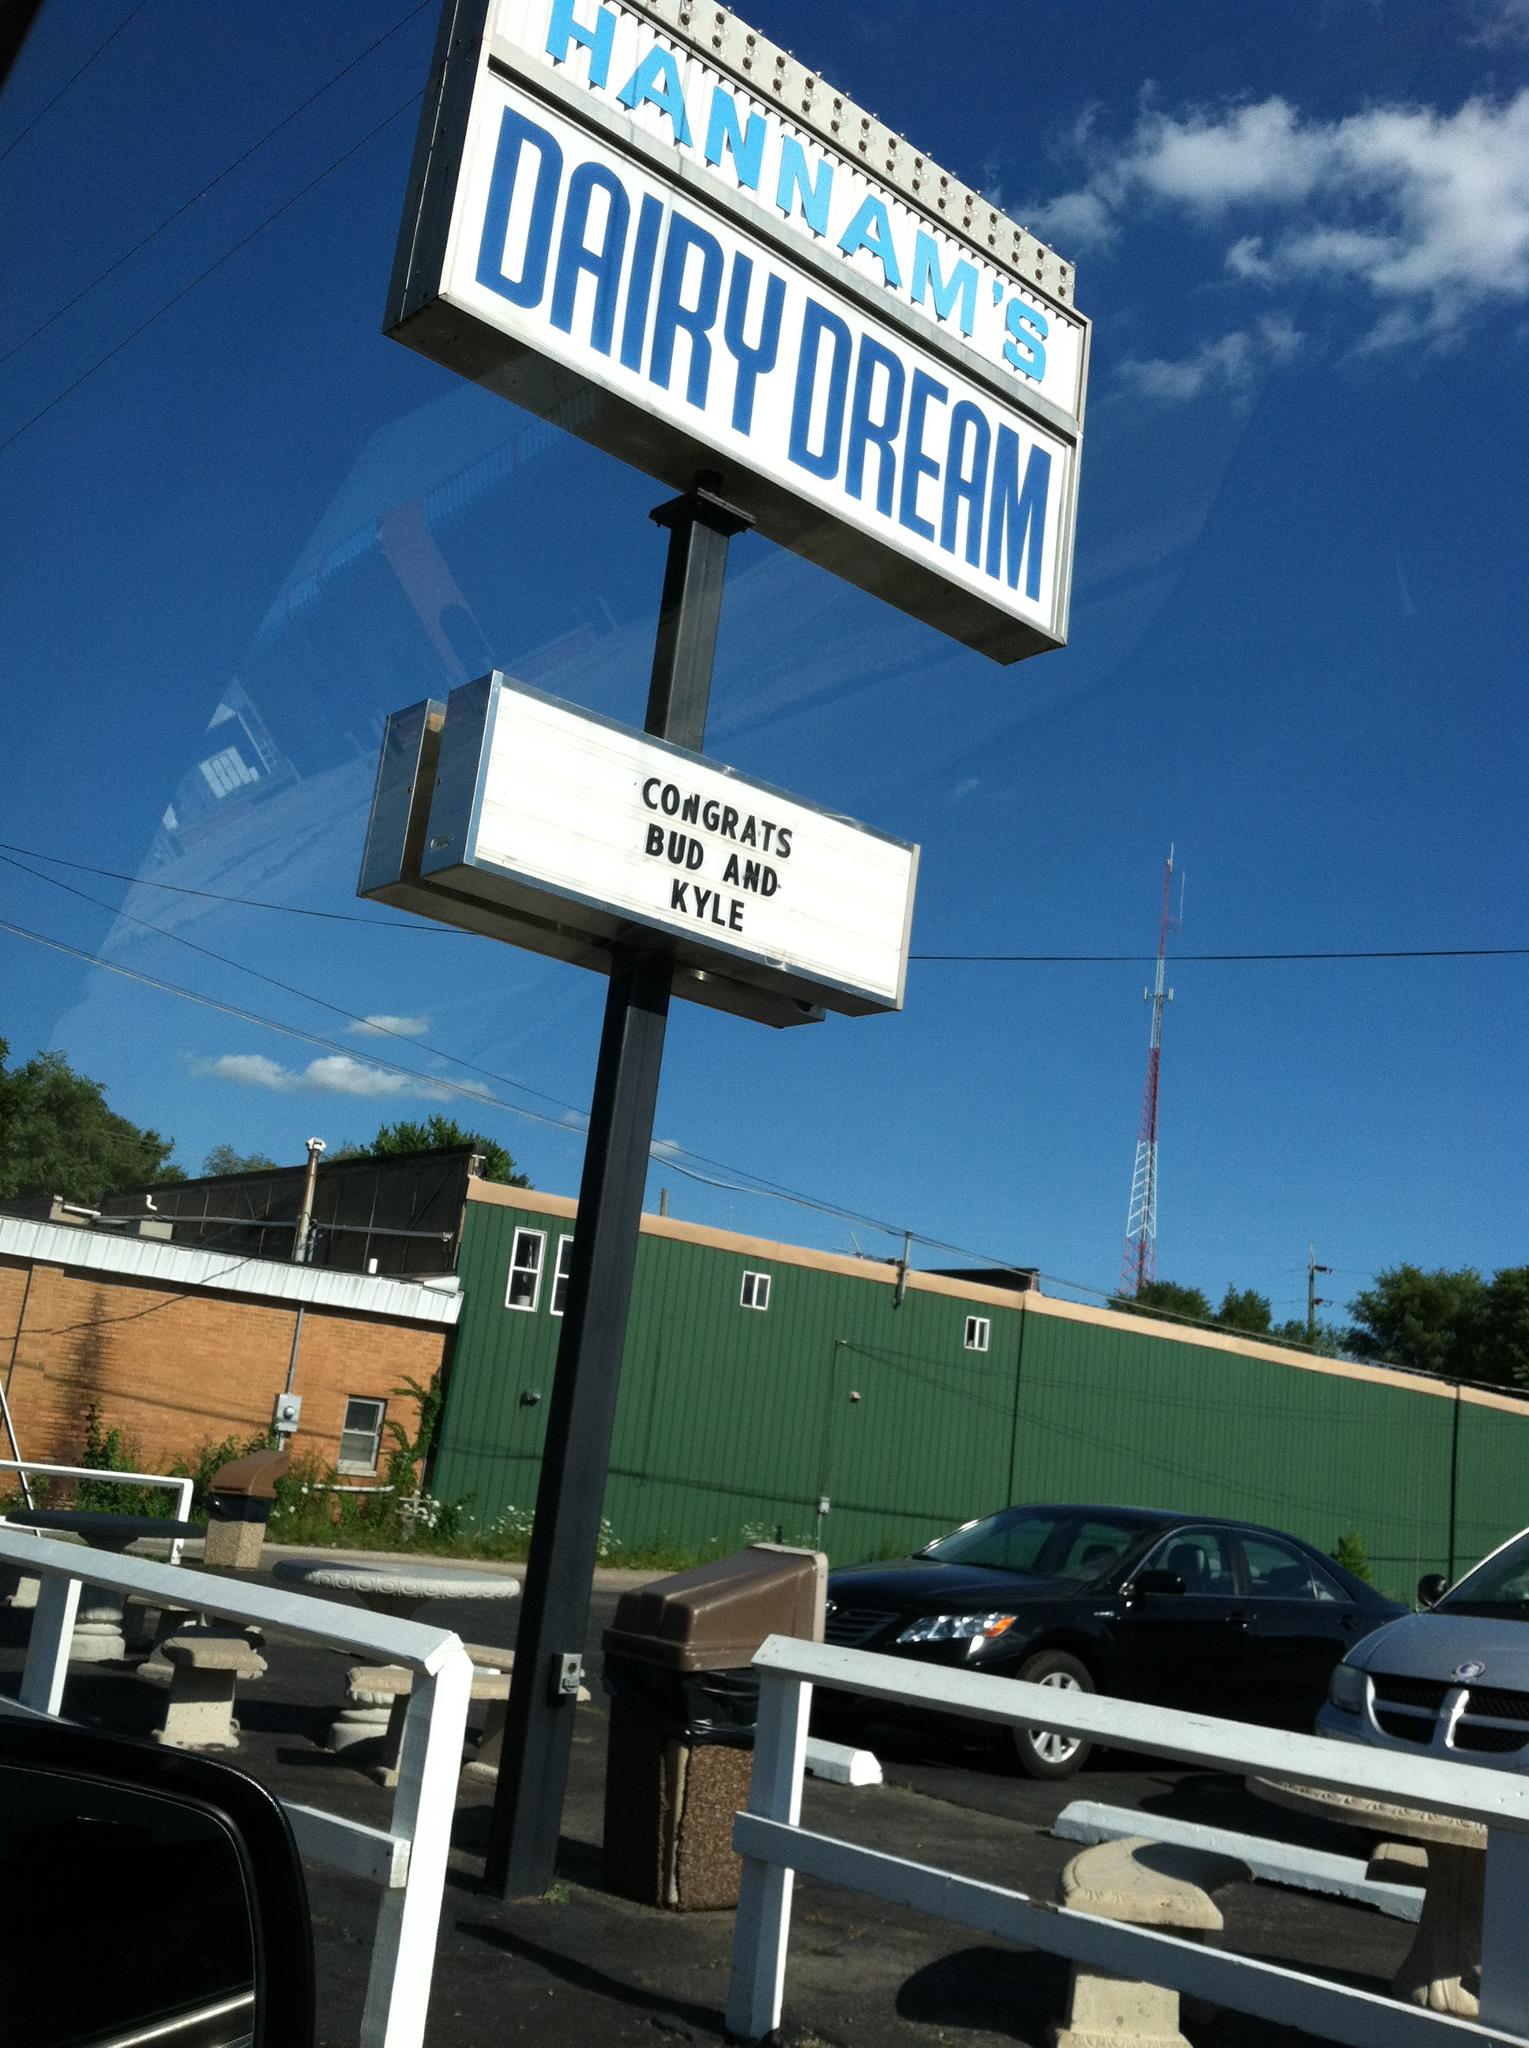 HANNAM'S
DAIRY DREAM
CONGRATS
BUD AND
KYLE